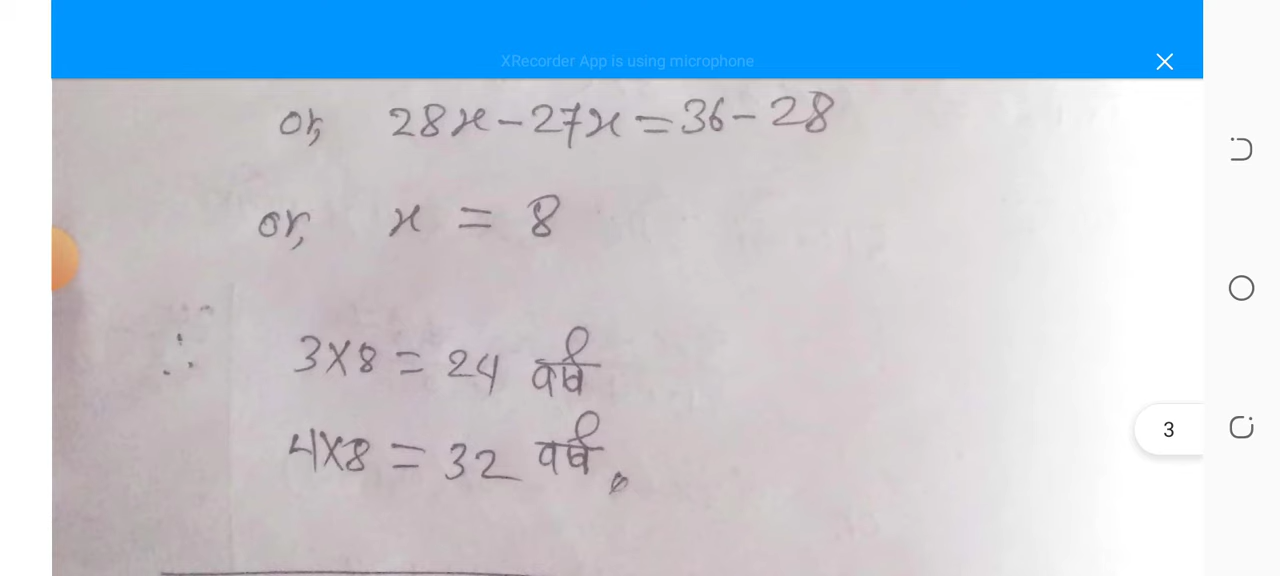 XRecorder App is using microphone
or, 28x-27x=36-28
or, x = 8
∴ 3×8 = 24 वर्ष
4×8 = 32 वर्ष.
3